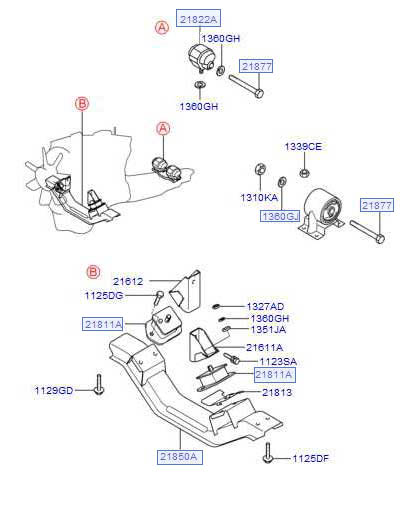 21822A
A
1360GH
21877
1360GH
B
A
1339CE
1310KA
1360GJ
21877
B
21612
1125DG
1327AD
1360GH
21811A
1351JA
21611A
1123SA
21811A
1129GD
21813
21850A
1125DF